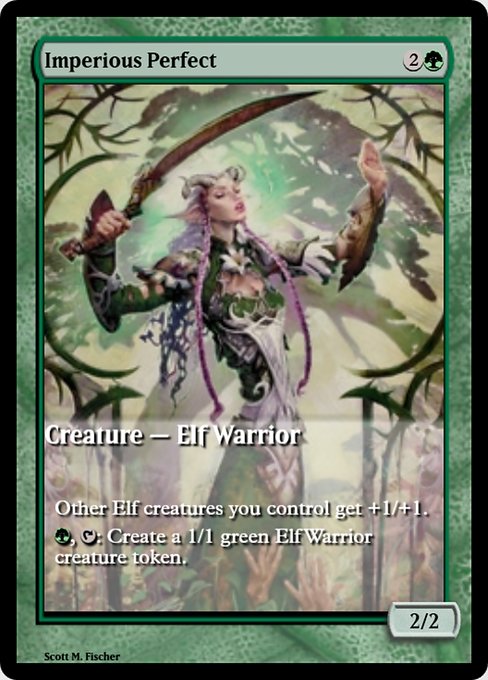 Imperious Perfect 2
Creature — Elf Warrior
Other Elf creatures you control get +1/+1.
, : Create a 1/1 green Elf Warrior
creature token.
2/2
Scott M. Fischer